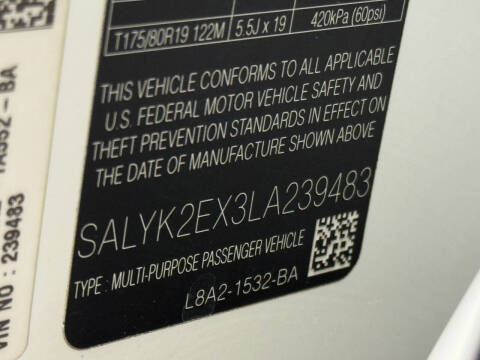 T175/80R19 122M 5.5J x 19 420kPa (60psi)
THIS VEHICLE CONFORMS TO ALL APPLICABLE
U.S. FEDERAL MOTOR VEHICLE SAFETY AND
THEFT PREVENTION STANDARDS IN EFFECT ON
THE DATE OF MANUFACTURE SHOWN ABOVE
SALYK2EX3LA239483
TYPE : MULTI-PURPOSE PASSENGER VEHICLE
L8A2-1532-BA
VIN NO : 239483